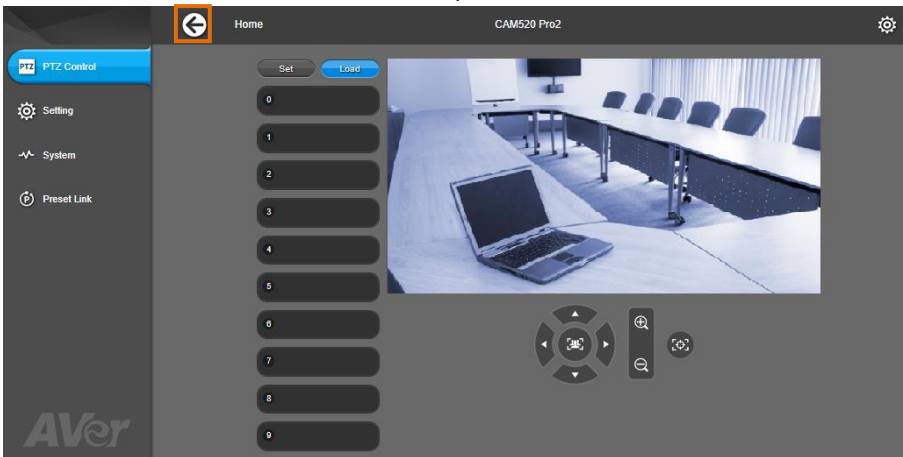 Home
CAM520 Pro2
PTZ PTZ Control
Setting
System
P Preset Link
Set Load
0
1
2
3
4
5
6
7
8
9
AVer